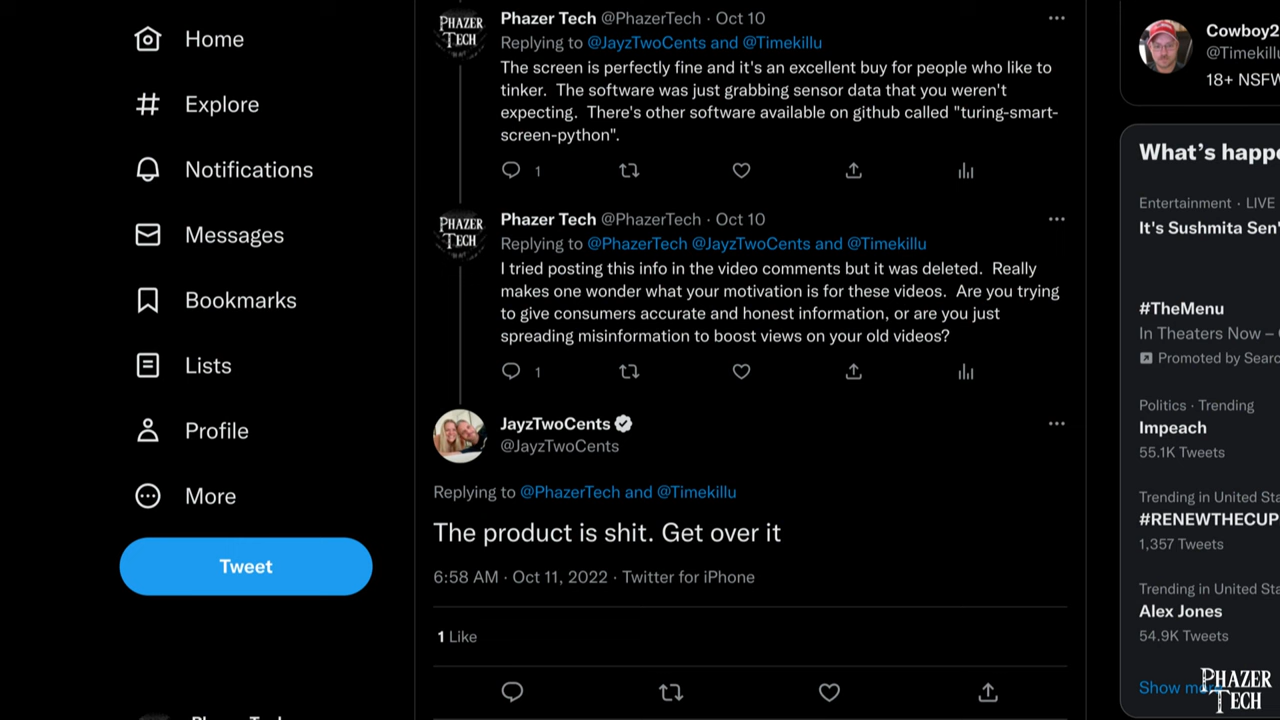 Home
Explore
Notifications
Messages
Bookmarks
Lists
Profile
More
Tweet
PHAZER
TECH
Phazer Tech @PhazerTech · Oct 10
Replying to @JayzTwoCents and @Timekillu
The screen is perfectly fine and it's an excellent buy for people who like to
tinker.  The software was just grabbing sensor data that you weren't
expecting.  There's other software available on github called "turing-smart-
screen-python".
1
PHAZER
TECH
Phazer Tech @PhazerTech · Oct 10
Replying to @PhazerTech @JayzTwoCents and @Timekillu
I tried posting this info in the video comments but it was deleted.  Really
makes one wonder what your motivation is for these videos.  Are you trying
to give consumers accurate and honest information, or are you just
spreading misinformation to boost views on your old videos?
1
JayzTwoCents
@JayzTwoCents
Replying to @PhazerTech and @Timekillu
The product is shit. Get over it
6:58 AM · Oct 11, 2022 · Twitter for iPhone
1 Like
Cowboy2
@Timekill
18+ NSFW
What's happe
Entertainment · LIVE
It's Sushmita Sen'
#TheMenu
In Theaters Now –
Promoted by Searc
Politics · Trending
Impeach
55.1K Tweets
Trending in United Sta
#RENEWTHECUP
1,357 Tweets
Trending in United Sta
Alex Jones
54.9K Tweets
Show
PHAZER
TECH